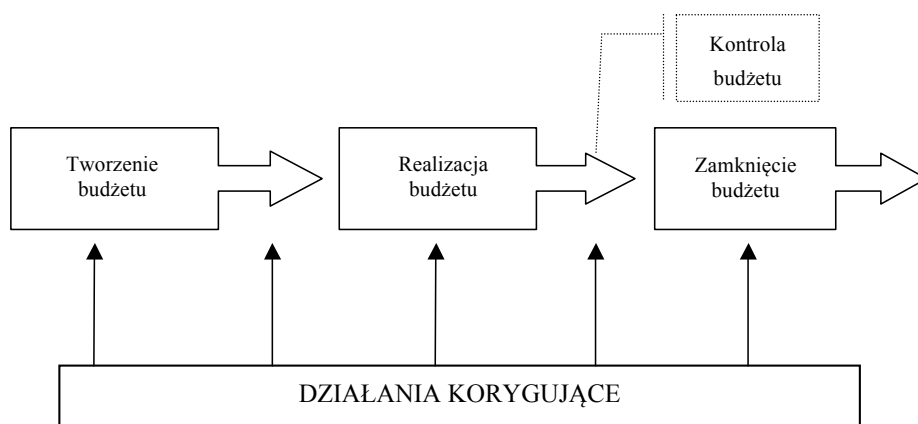 Kontrola
budżetu
Tworzenie
budżetu
Realizacja
budżetu
Zamknięcie
budżetu
DZIAŁANIA KORYGUJĄCE